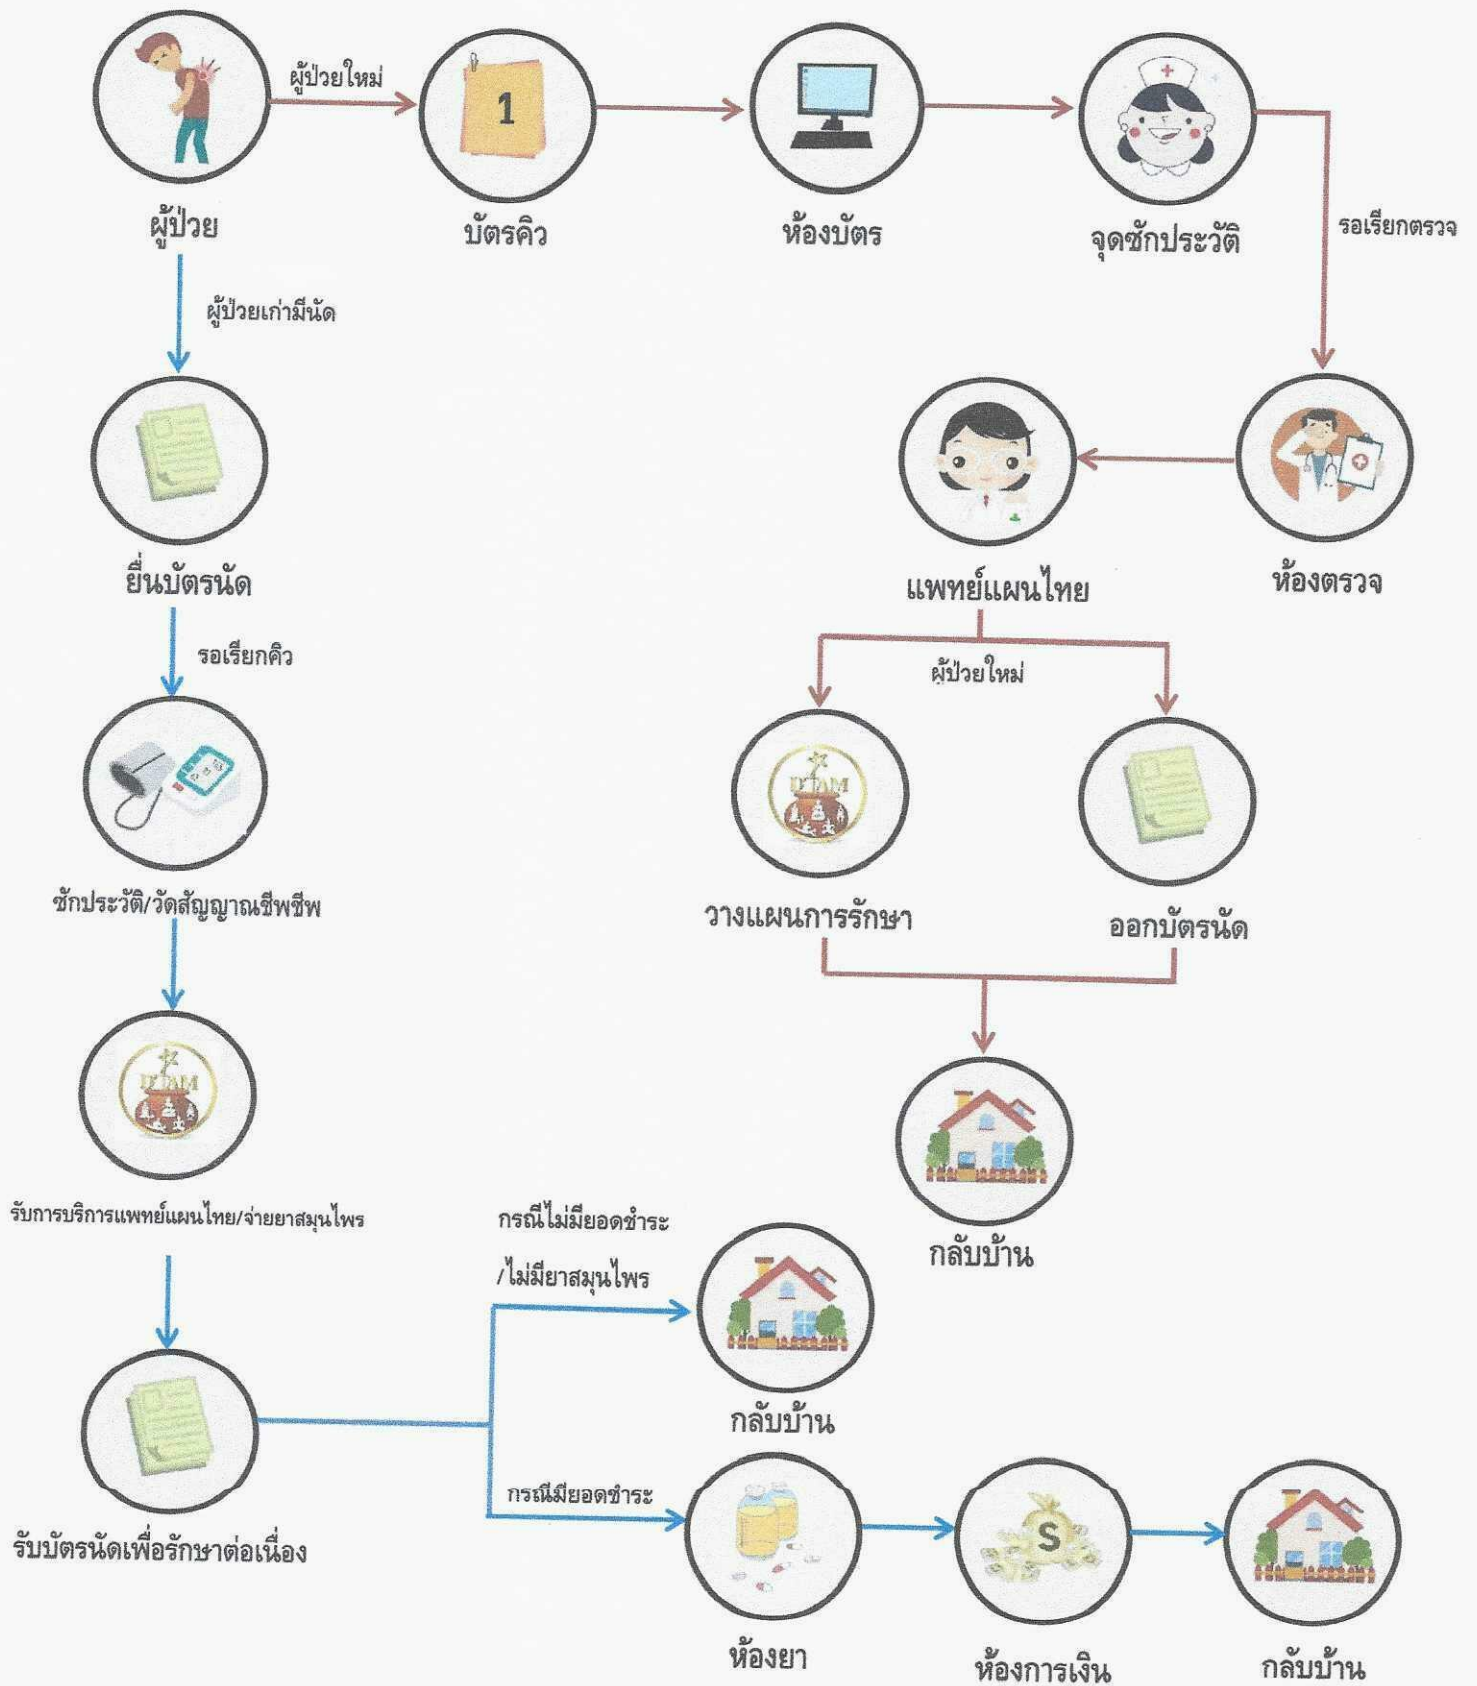 ผู้ป่วยใหม่
1
ผู้ป่วย
บัตรคิว
ห้องบัตร
จุดซักประวัติ
รอเรียกตรวจ
ผู้ป่วยเก่ามีนัด
ยื่นบัตรนัด
แพทย์แผนไทย
ห้องตรวจ
รอเรียกคิว
ผู้ป่วยใหม่
DTAM
ซักประวัติ/วัดสัญญาณชีพชีพ
วางแผนการรักษา
ออกบัตรนัด
DTAM
รับการบริการแพทย์แผนไทย/จ่ายยาสมุนไพร
กรณีไม่มียอดชำระ
/ไม่มียาสมุนไพร
กลับบ้าน
กลับบ้าน
กรณีมียอดชำระ
รับบัตรนัดเพื่อรักษาต่อเนื่อง
S
ห้องยา
ห้องการเงิน
กลับบ้าน